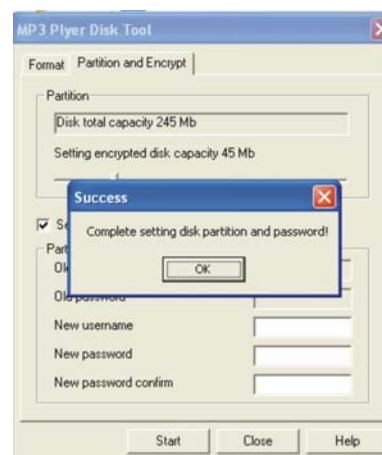 MP3 Plyer Disk Tool
Format Partition and Encrypt
Partition
Disk total capacity 245 Mb
Setting encrypted disk capacity 45 Mb
Success
Complete setting disk partition and password!
OK
Old password
New username
New password
New password confirm
Start Close Help